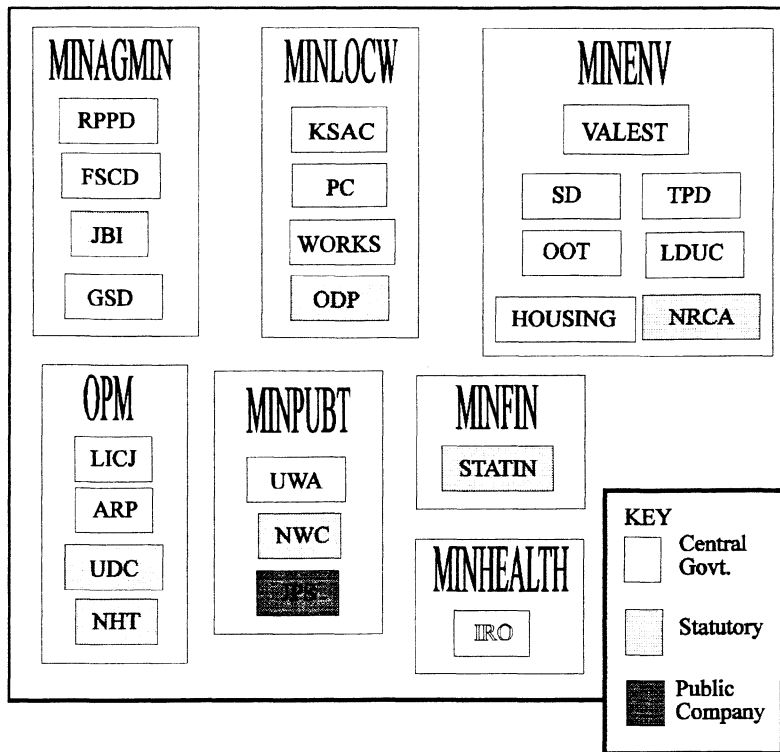 MINAGMIN
RPPD
FSCD
JBI
GSD
MINLOCW
KSAC
PC
WORKS
ODP
MINENV
VALEST
SD
TPD
OOT
LDUC
HOUSING
NRCA
OPM
LICJ
ARP
UDC
NHT
MINPUBT
UWA
NWC
JPS
MINFIN
STATIN
MINHEALTH
IRO
KEY
Central
Govt.
Statutory
Public
Company